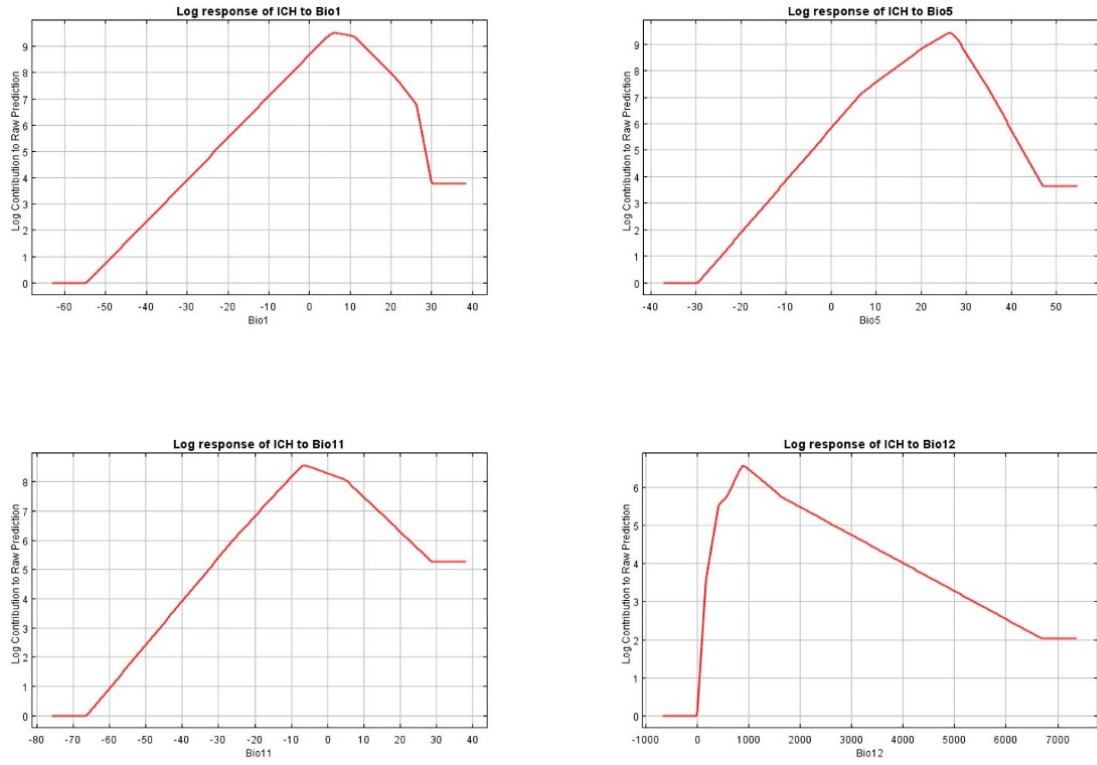 Log response of ICH to Bio1
Log Contribution to Raw Prediction
9
8
7
6
5
4
3
2
1
0
-60 -50 -40 -30 -20 -10 0 10 20 30 40
Bio1
Log response of ICH to Bio5
Log Contribution to Raw Prediction
9
8
7
6
5
4
3
2
1
0
-40 -30 -20 -10 0 10 20 30 40 50
Bio5
Log response of ICH to Bio11
Log Contribution to Raw Prediction
8
7
6
5
4
3
2
1
0
-80 -70 -60 -50 -40 -30 -20 -10 0 10 20 30 40
Bio11
Log response of ICH to Bio12
Log Contribution to Raw Prediction
6
5
4
3
2
1
0
-1000 0 1000 2000 3000 4000 5000 6000 7000
Bio12